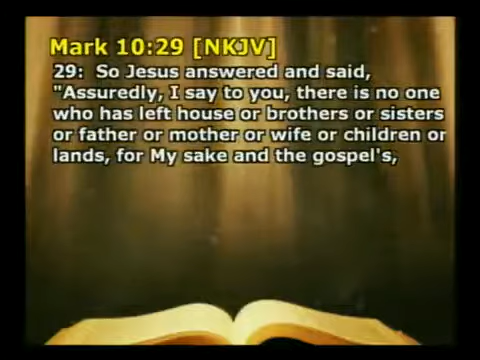 Mark 10:29 [NKJV]
29: So Jesus answered and said,
"Assuredly, I say to you, there is no one
who has left house or brothers or sisters
or father or mother or wife or children or
lands, for My sake and the gospel's,